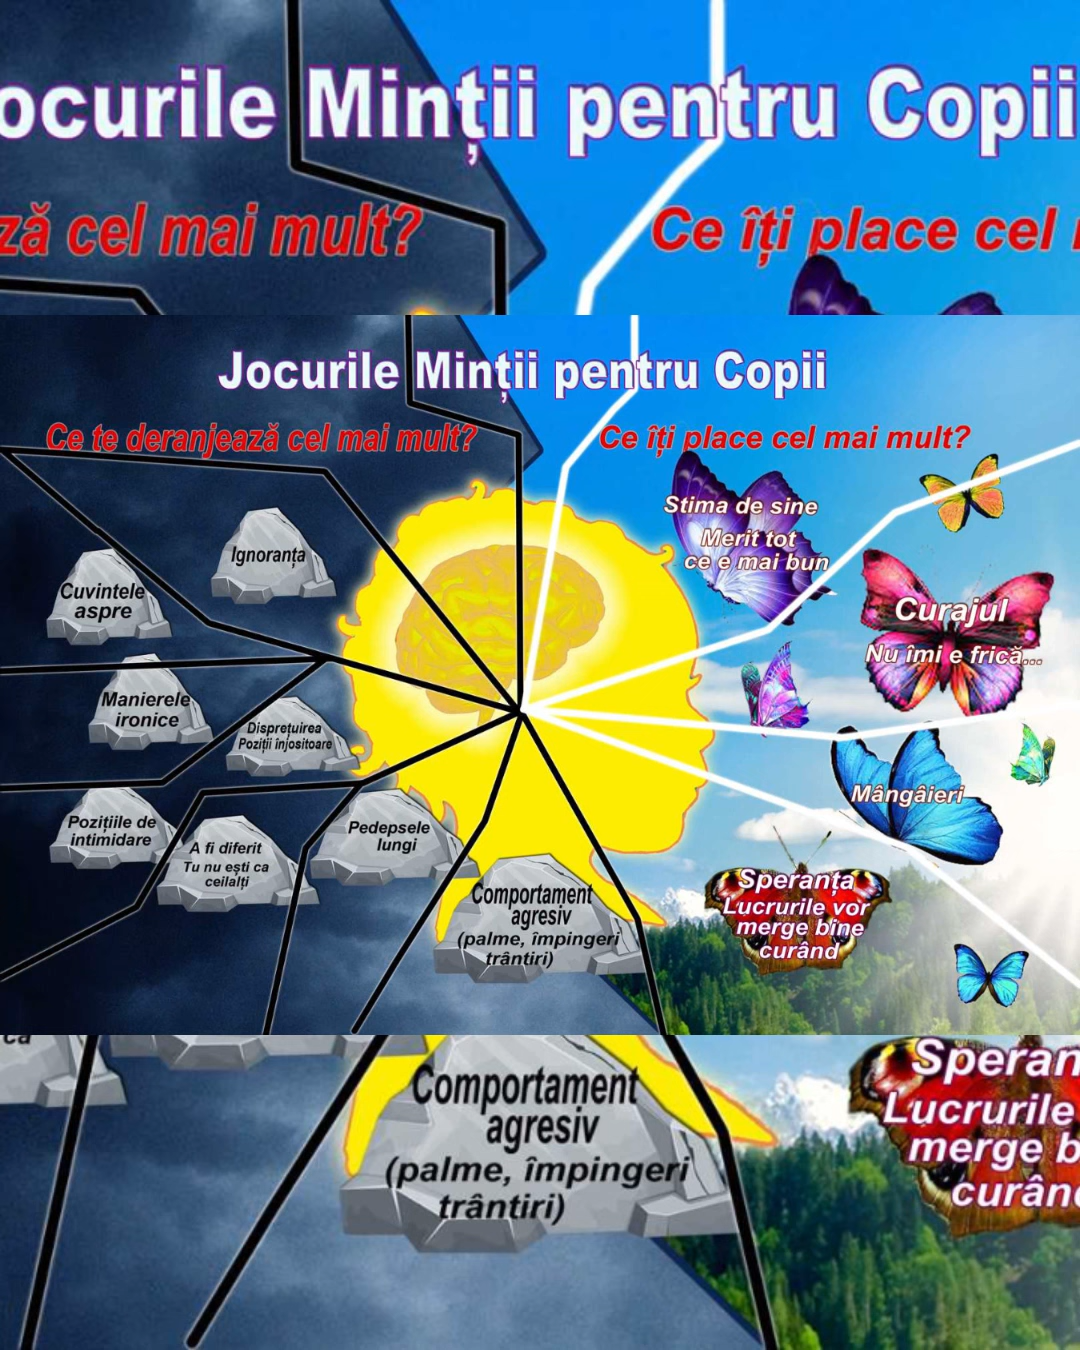 ocurile Minții pentru Copii
ză cel mai mult?
Ce îți place cel
Jocurile Minții pentru Copii
Ce te deranjează cel mai mult?
Ce îți place cel mai mult?
Ignoranța
Cuvintele
aspre
Manierele
ironice
Disprețuirea
Poziții înjositoare
Pozițiile de
intimidare
A fi diferit
Tu nu ești ca
ceilalți
Pedepsele
lungi
Comportament
agresiv
(palme, împingeri
trântiri)
Stima de sine
Merit tot
ce e mai bun
Curajul
Nu îmi e frică...
Mângâieri
Speranța
Lucrurile vor
merge bine
curând
ca
Comportament
agresiv
(palme, împingeri
trântiri)
Speran
Lucrurile
merge b
curân